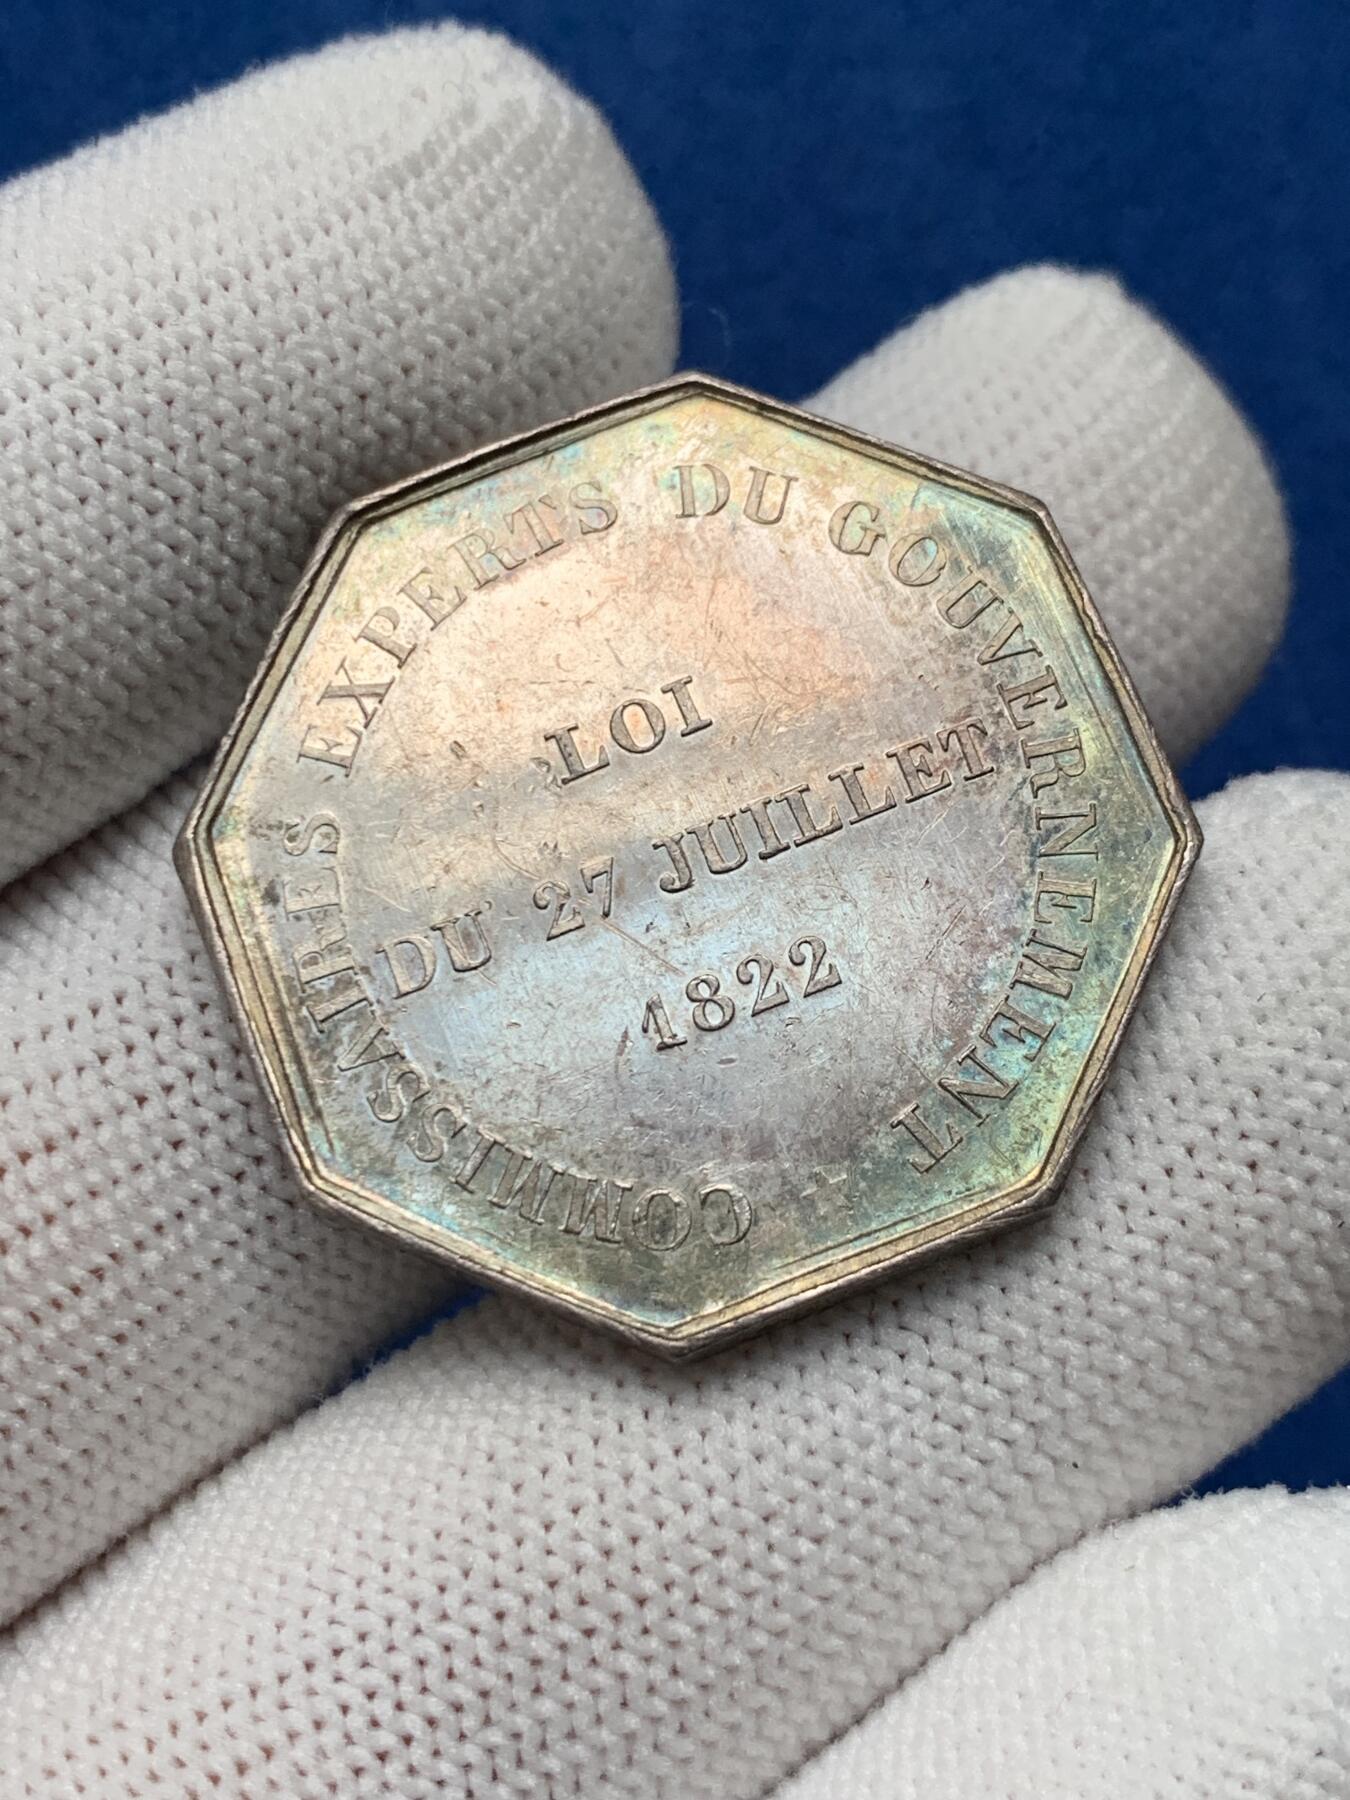 COMMISSAIRES EXPERTS DU GOUVERNEMENT
LOI
DU 27 JUILLET
1822